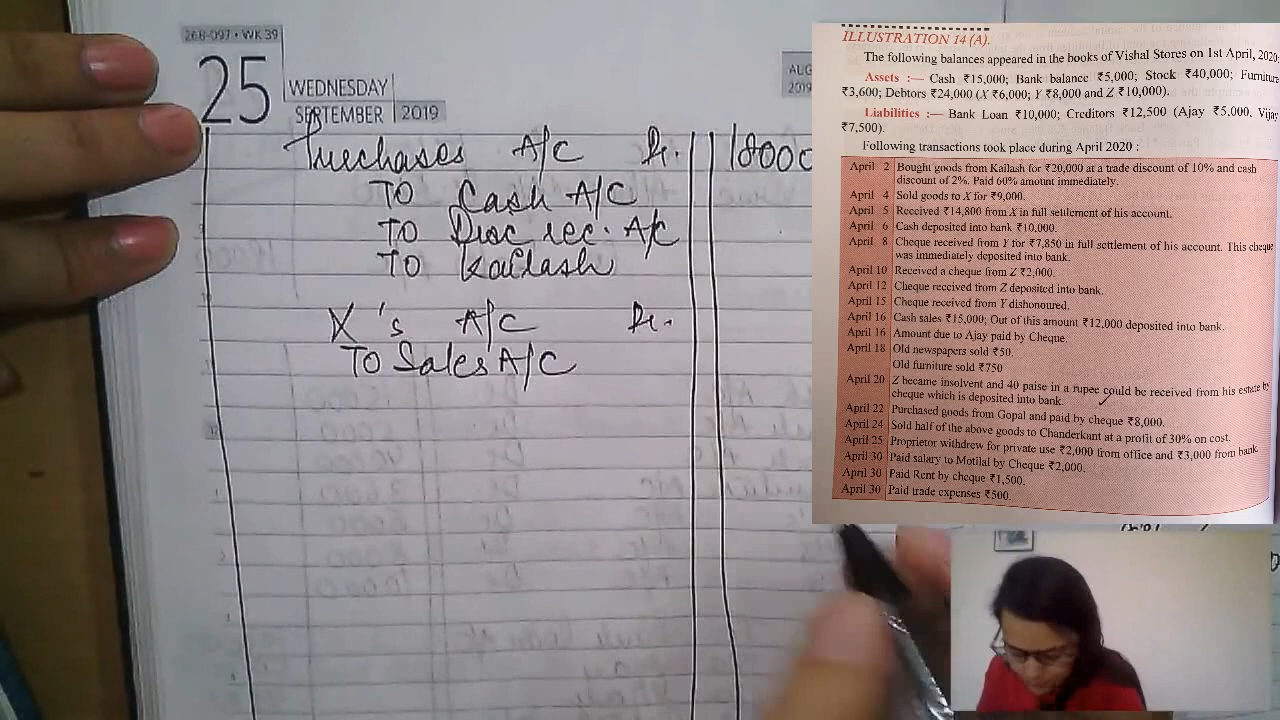 268-097 • WK 39
25
WEDNESDAY
SEPTEMBER 2019
AUG
2019
Purchases A/C Dr. 18000
TO Cash A/C
TO Disc rec. A/C
TO Kailash
X's A/C Dr.
TO Sales A/C
ILLUSTRATION 14 (A).
The following balances appeared in the books of Vishal Stores on 1st April, 2020
Assets :— Cash ₹15,000; Bank balance ₹5,000; Stock ₹40,000; Furniture
₹3,600; Debtors ₹24,000 (X ₹6,000; Y ₹8,000 and Z ₹10,000).
Liabilities :— Bank Loan ₹10,000; Creditors ₹12,500 (Ajay ₹5,000, Vijay
₹7,500).
Following transactions took place during April 2020 :
April 2 Bought goods from Kailash for ₹20,000 at a trade discount of 10% and cash
discount of 2%. Paid 60% amount immediately.
April 4 Sold goods to X for ₹9,000.
April 5 Received ₹14,800 from X in full settlement of his account.
April 6 Cash deposited into bank ₹10,000.
April 8 Cheque received from Y for ₹7,850 in full settlement of his account. This cheque
was immediately deposited into bank.
April 10 Received a cheque from Z ₹2,000.
April 12 Cheque received from Z deposited into bank.
April 15 Cheque received from Y dishonoured.
April 16 Cash sales ₹15,000; Out of this amount ₹12,000 deposited into bank.
April 16 Amount due to Ajay paid by Cheque.
April 18 Old newspapers sold ₹50.
Old furniture sold ₹750
April 20 Z became insolvent and 40 paise in a rupee could be received from his estate by
cheque which is deposited into bank.
April 22 Purchased goods from Gopal and paid by cheque ₹8,000.
April 24 Sold half of the above goods to Chanderkant at a profit of 30% on cost.
April 25 Proprietor withdrew for private use ₹2,000 from office and ₹3,000 from bank
April 30 Paid salary to Motilal by Cheque ₹2,000.
April 30 Paid Rent by cheque ₹1,500.
April 30 Paid trade expenses ₹500.